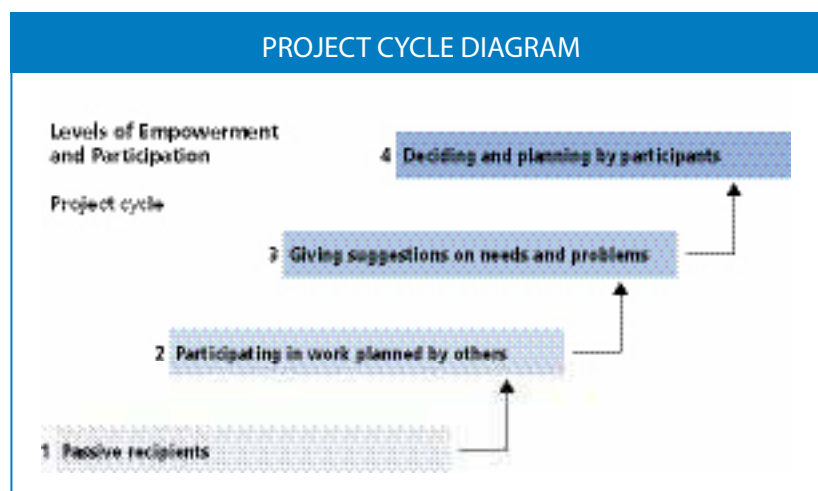 PROJECT CYCLE DIAGRAM
Levels of Empowerment
and Participation
4 Deciding and planning by participants
Project cycle
3 Giving suggestions on needs and problems
2 Participating in work planned by others
1 Passive recipients